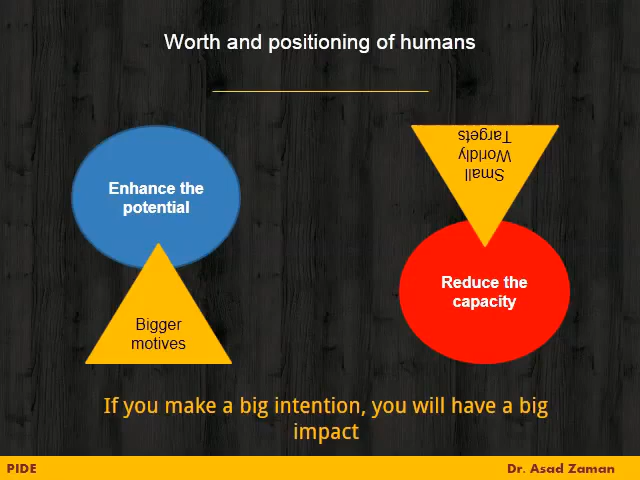 Worth and positioning of humans
Enhance the
potential
Bigger
motives
Small
Worldly
Targets
Reduce the
capacity
If you make a big intention, you will have a big
impact
PIDE
Dr. Asad Zaman